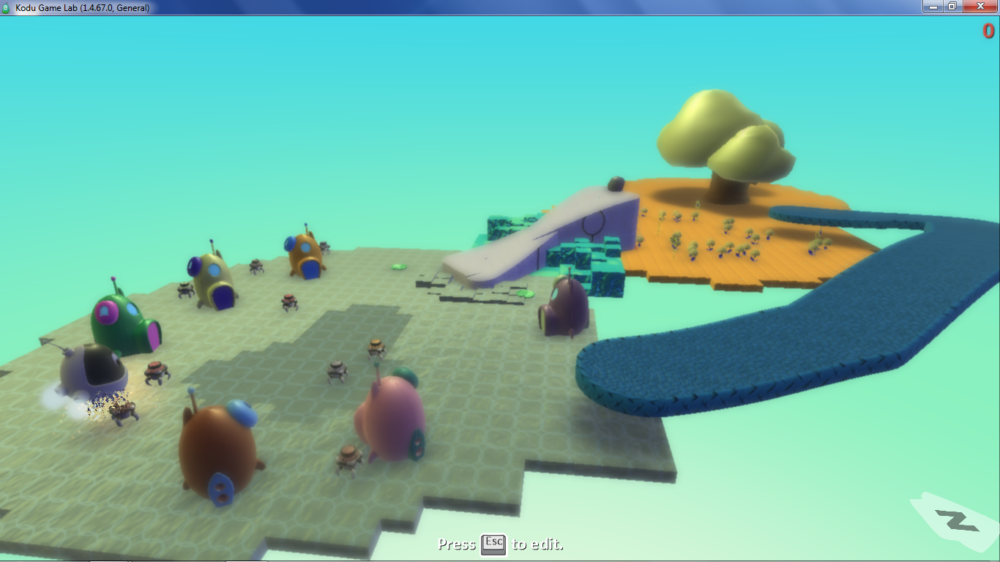 Kodu Game Lab (1.4.67.0, General)
0
Press Esc to edit.